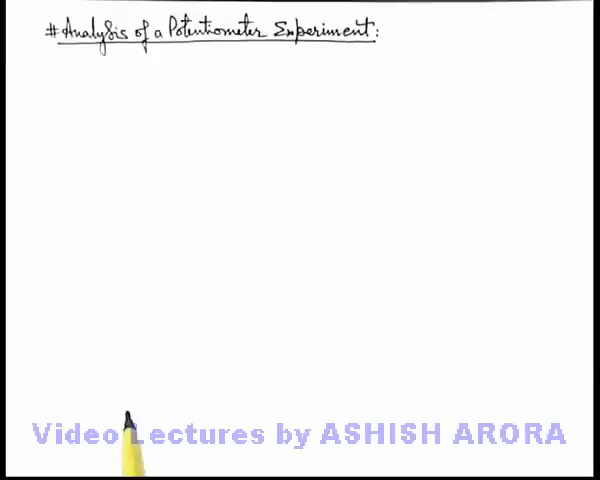 # Analysis of a Potentiometer Experiment:
Video Lectures by ASHISH ARORA